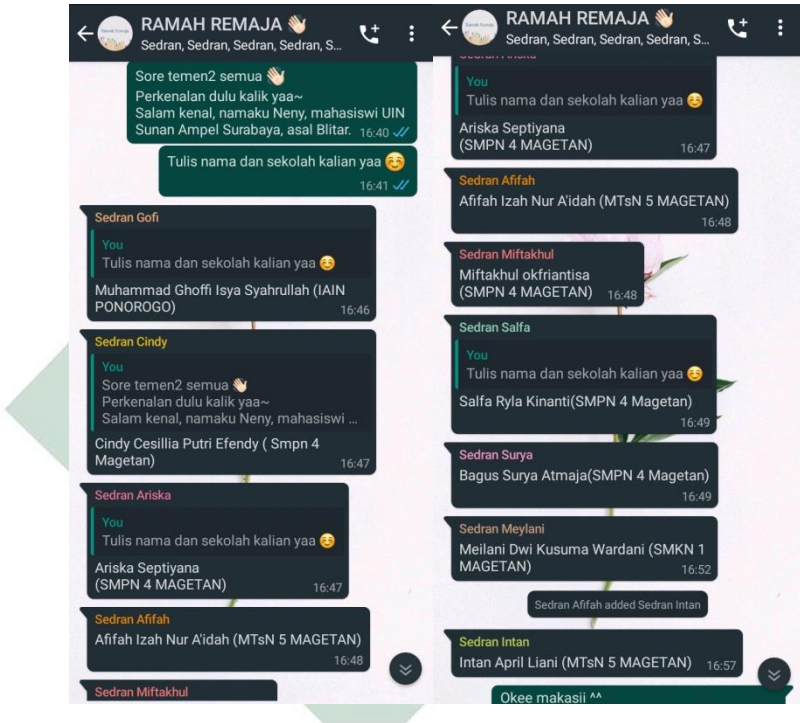 RAMAH REMAJA 👋🏻
Sedran, Sedran, Sedran, Sedran, S...
Sore temen2 semua 👋🏻
Perkenalan dulu kalik yaa~
Salam kenal, namaku Neny, mahasiswi UIN
Sunan Ampel Surabaya, asal Blitar. 16:40
Tulis nama dan sekolah kalian yaa ☺️
16:41
Sedran Gofi
You
Tulis nama dan sekolah kalian yaa ☺️
Muhammad Ghoffi Isya Syahrullah (IAIN
PONOROGO) 16:46
Sedran Cindy
You
Sore temen2 semua 👋🏻
Perkenalan dulu kalik yaa~
Salam kenal, namaku Neny, mahasiswi ...
Cindy Cesillia Putri Efendy ( Smpn 4
Magetan) 16:47
Sedran Ariska
You
Tulis nama dan sekolah kalian yaa ☺️
Ariska Septiyana
(SMPN 4 MAGETAN) 16:47
Sedran Afifah
Afifah Izah Nur A'idah (MTsN 5 MAGETAN)
16:48
Sedran Miftakhul
RAMAH REMAJA 👋🏻
Sedran, Sedran, Sedran, Sedran, S...
You
Tulis nama dan sekolah kalian yaa ☺️
Ariska Septiyana
(SMPN 4 MAGETAN) 16:47
Sedran Afifah
Afifah Izah Nur A'idah (MTsN 5 MAGETAN)
16:48
Sedran Miftakhul
Miftakhul okfriantisa
(SMPN 4 MAGETAN) 16:48
Sedran Salfa
You
Tulis nama dan sekolah kalian yaa ☺️
Salfa Ryla Kinanti(SMPN 4 Magetan)
16:49
Sedran Surya
Bagus Surya Atmaja(SMPN 4 Magetan)
16:49
Sedran Meylani
Meilani Dwi Kusuma Wardani (SMKN 1
MAGETAN) 16:52
Sedran Afifah added Sedran Intan
Sedran Intan
Intan April Liani (MTsN 5 MAGETAN) 16:57
Okee makasii ^^